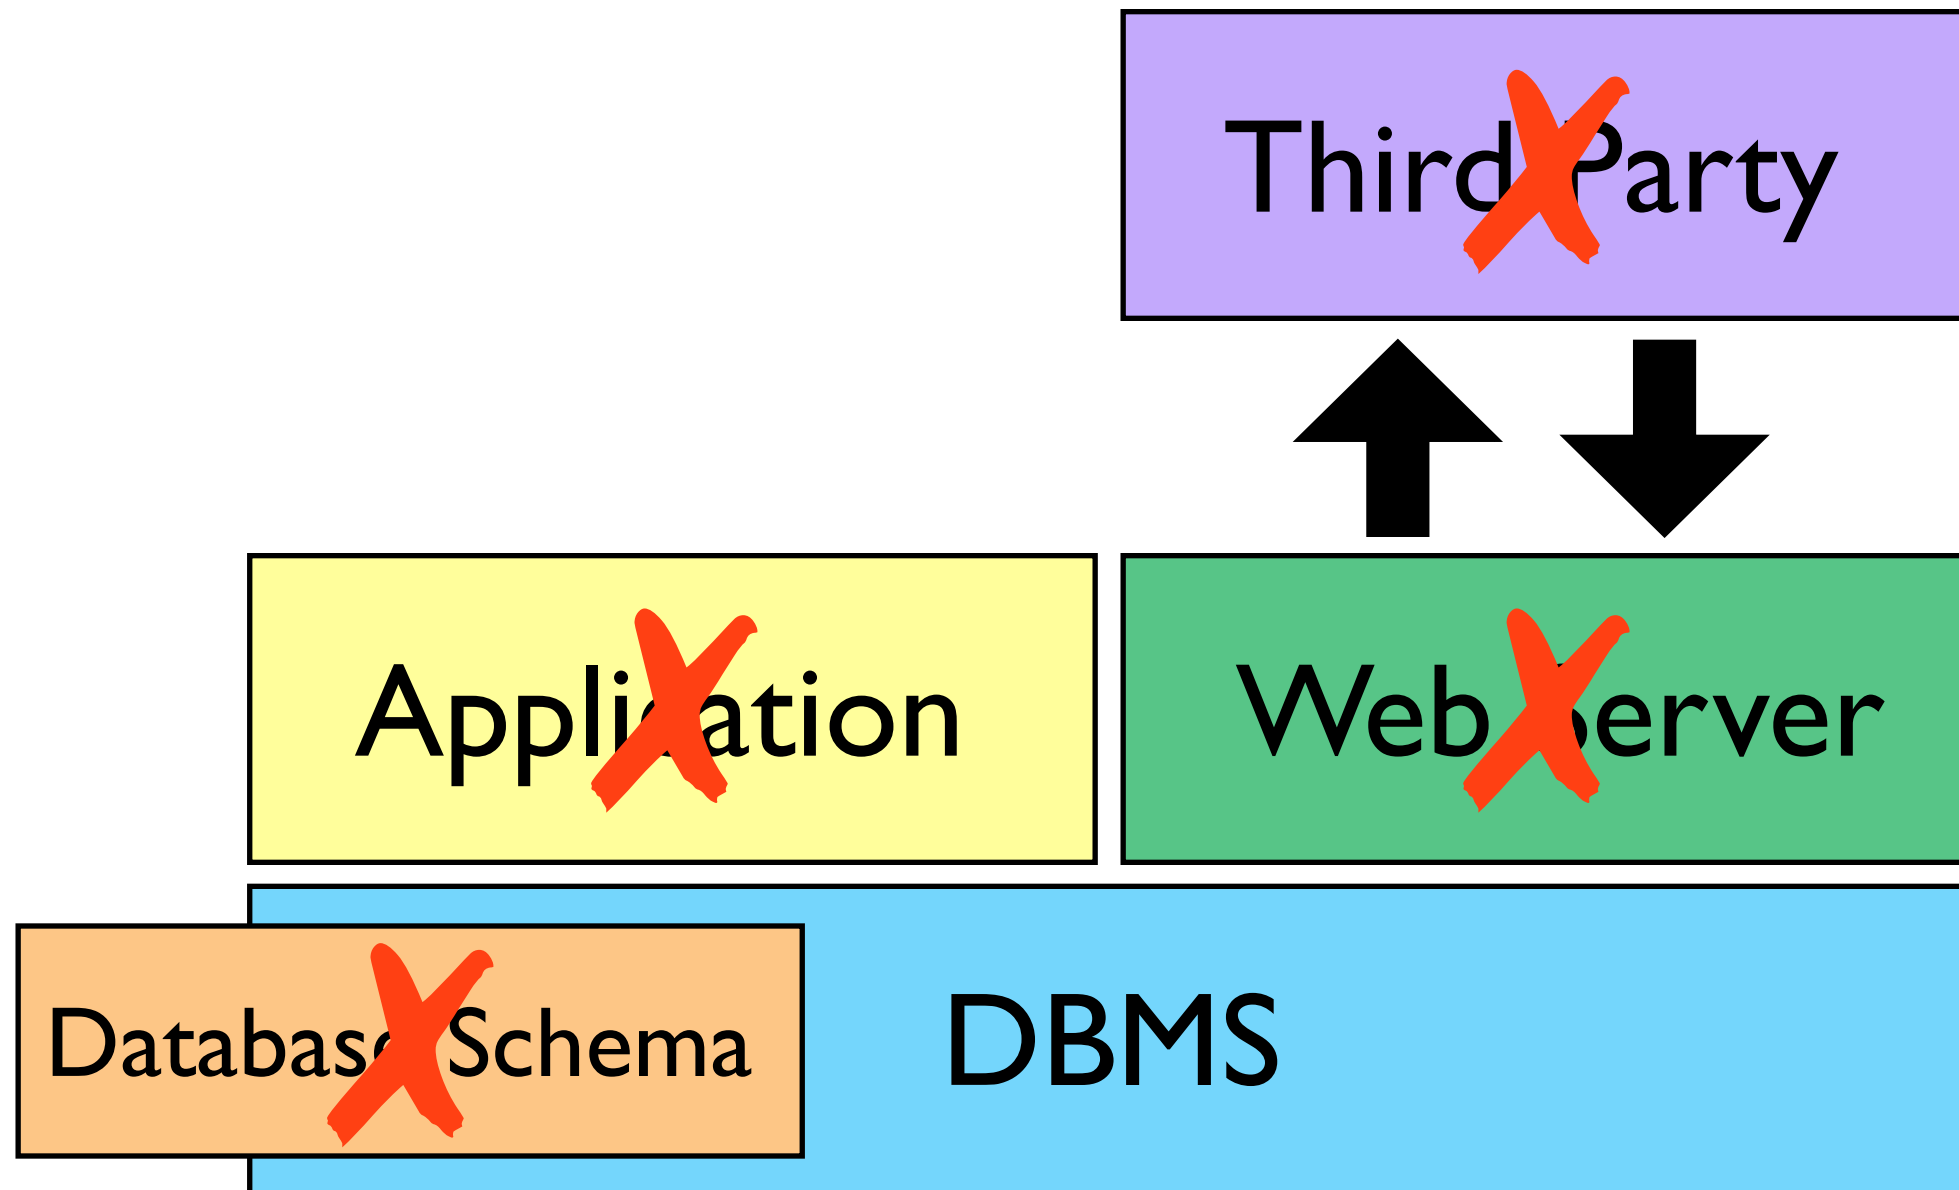 Third Party
Application
Web Server
Database Schema
DBMS